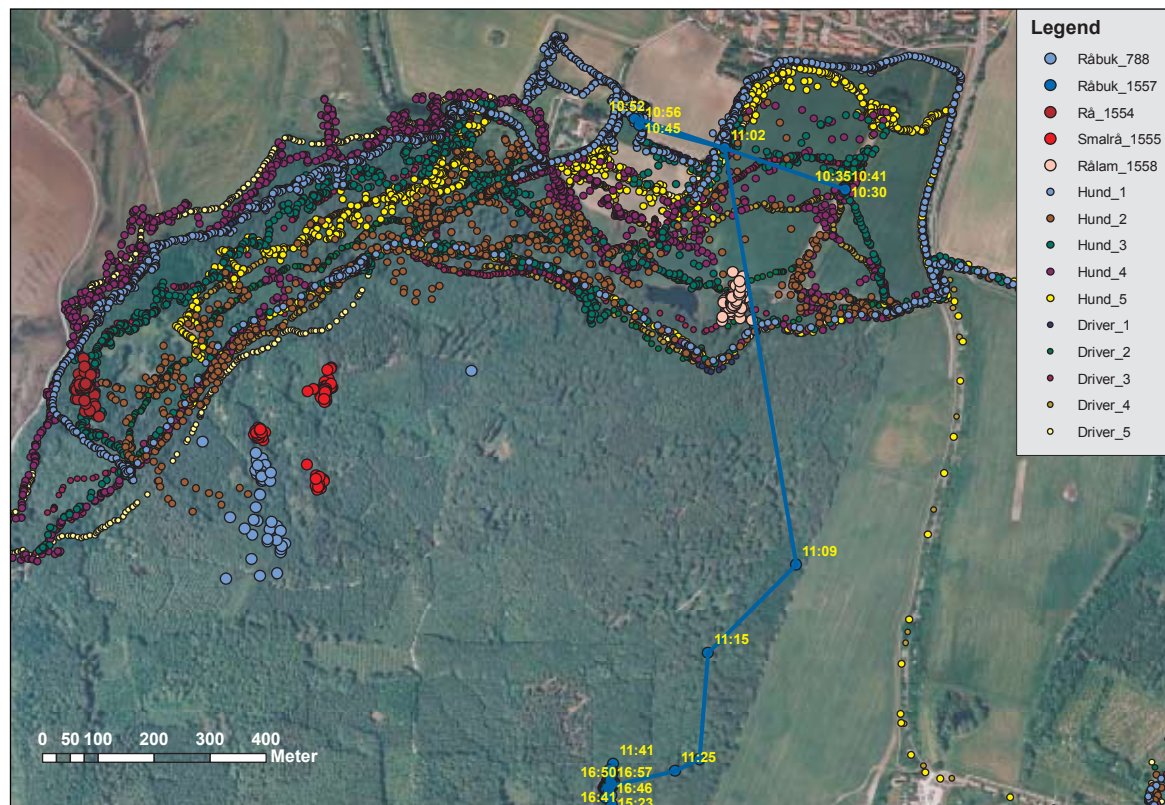 Legend
Råbuk_788
Råbuk_1557
Rå_1554
Smalrå_1555
Rålam_1558
Hund_1
Hund_2
Hund_3
Hund_4
Hund_5
Driver_1
Driver_2
Driver_3
Driver_4
Driver_5
10:52
10:56
10:45
11:02
10:35 10:41
10:30
11:09
11:15
11:25
11:41
16:50 16:57
16:46
16:41
15:23
0 50 100 200 300 400
Meter